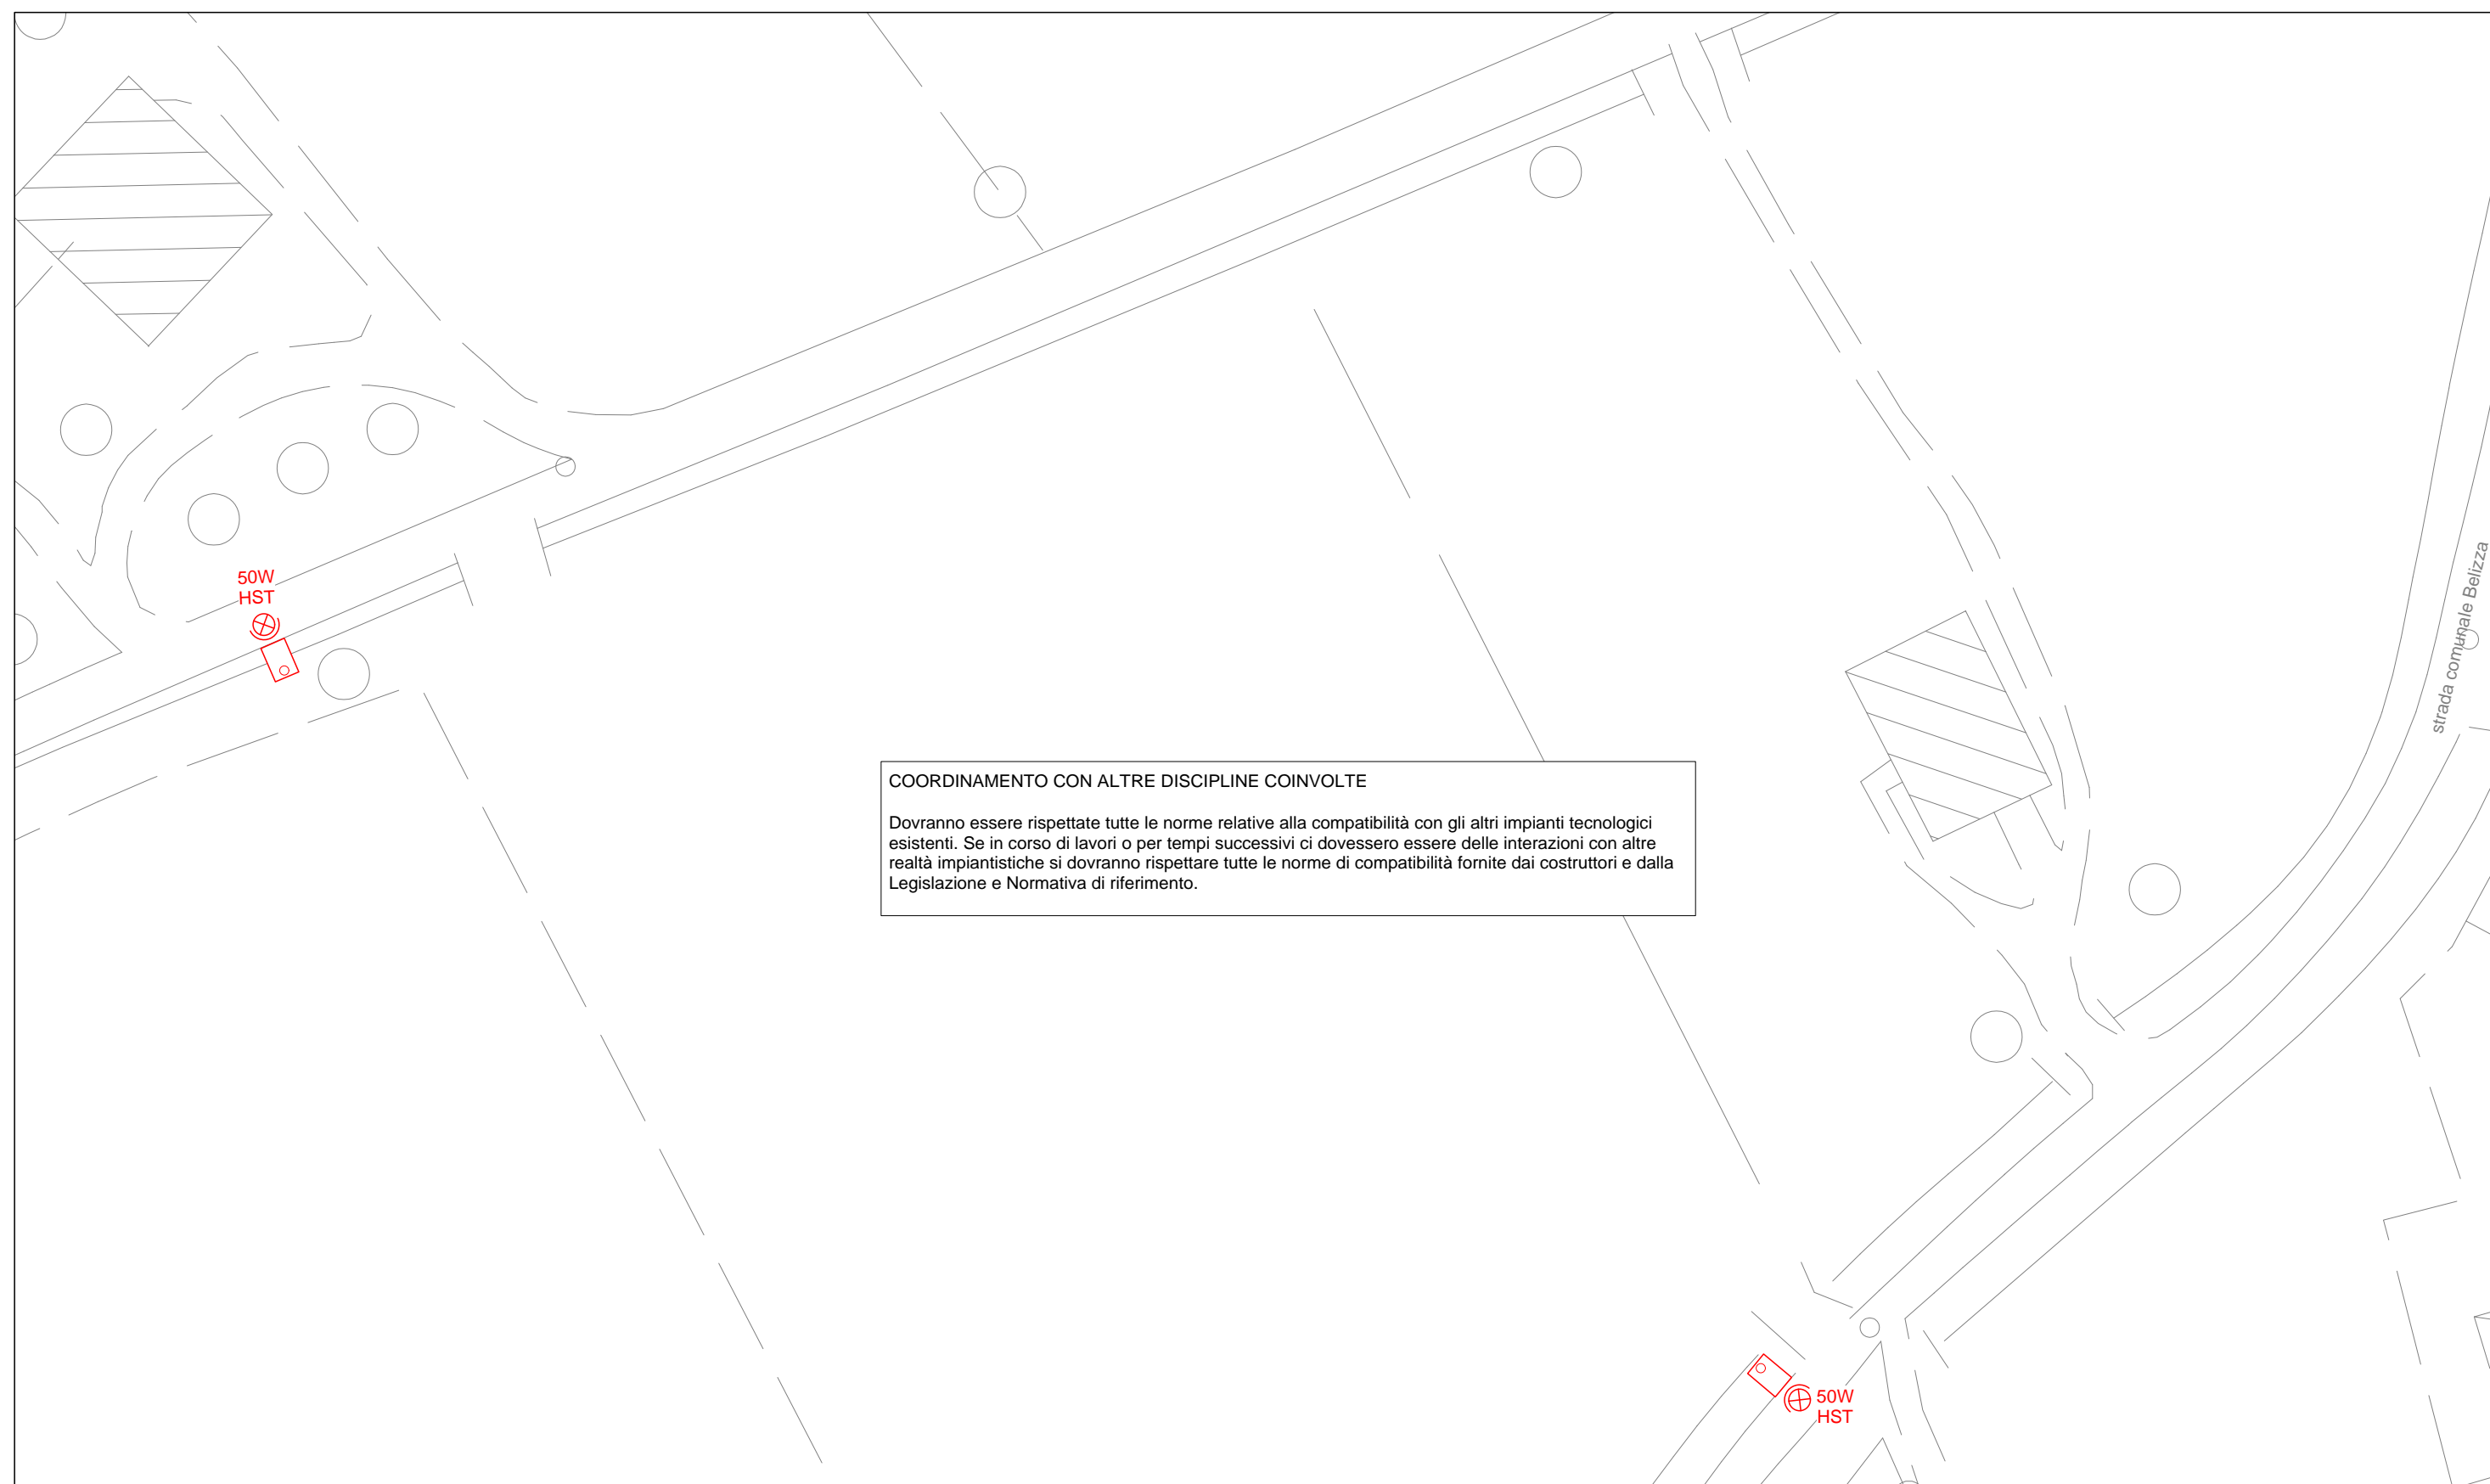 50W
HST
strada comunale Belizza
COORDINAMENTO CON ALTRE DISCIPLINE COINVOLTE
Dovranno essere rispettate tutte le norme relative alla compatibilità con gli altri impianti tecnologici
esistenti. Se in corso di lavori o per tempi successivi ci dovessero essere delle interazioni con altre
realtà impiantistiche si dovranno rispettare tutte le norme di compatibilità fornite dai costruttori e dalla
Legislazione e Normativa di riferimento.
50W
HST